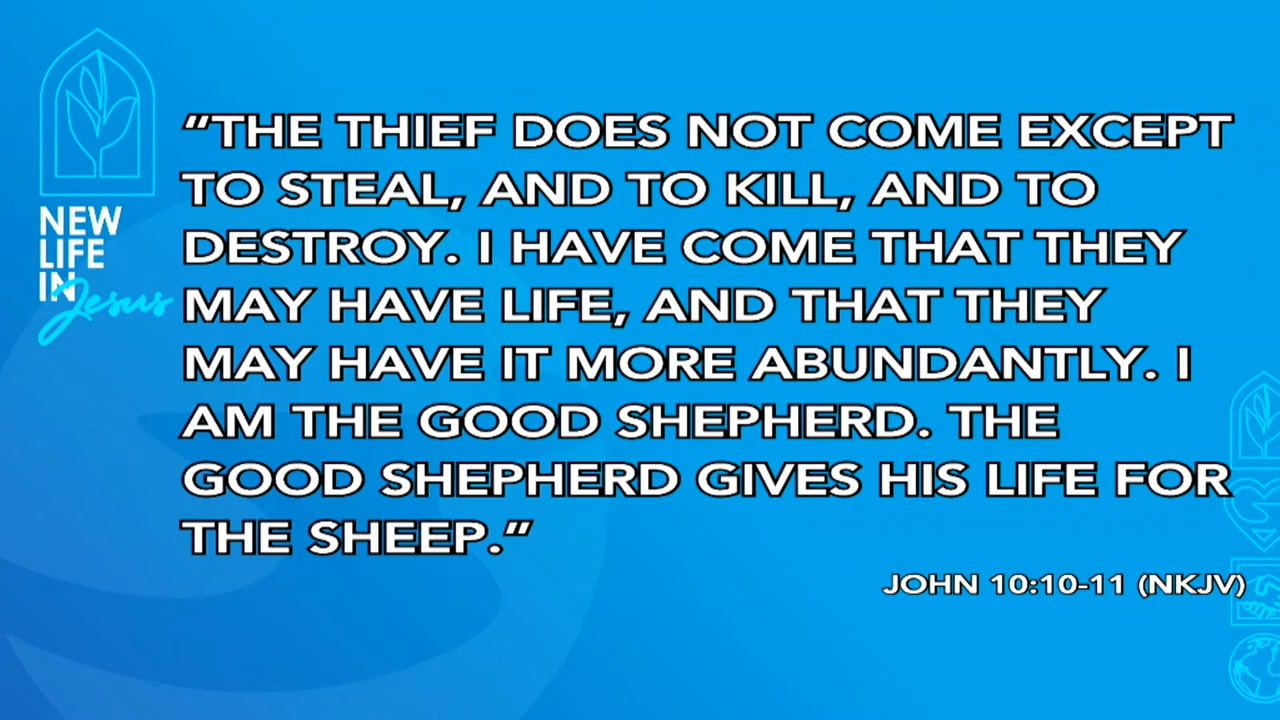 NEW
LIFE
IN
Jesus
“THE THIEF DOES NOT COME EXCEPT
TO STEAL, AND TO KILL, AND TO
DESTROY. I HAVE COME THAT THEY
MAY HAVE LIFE, AND THAT THEY
MAY HAVE IT MORE ABUNDANTLY. I
AM THE GOOD SHEPHERD. THE
GOOD SHEPHERD GIVES HIS LIFE FOR
THE SHEEP.”
JOHN 10:10-11 (NKJV)